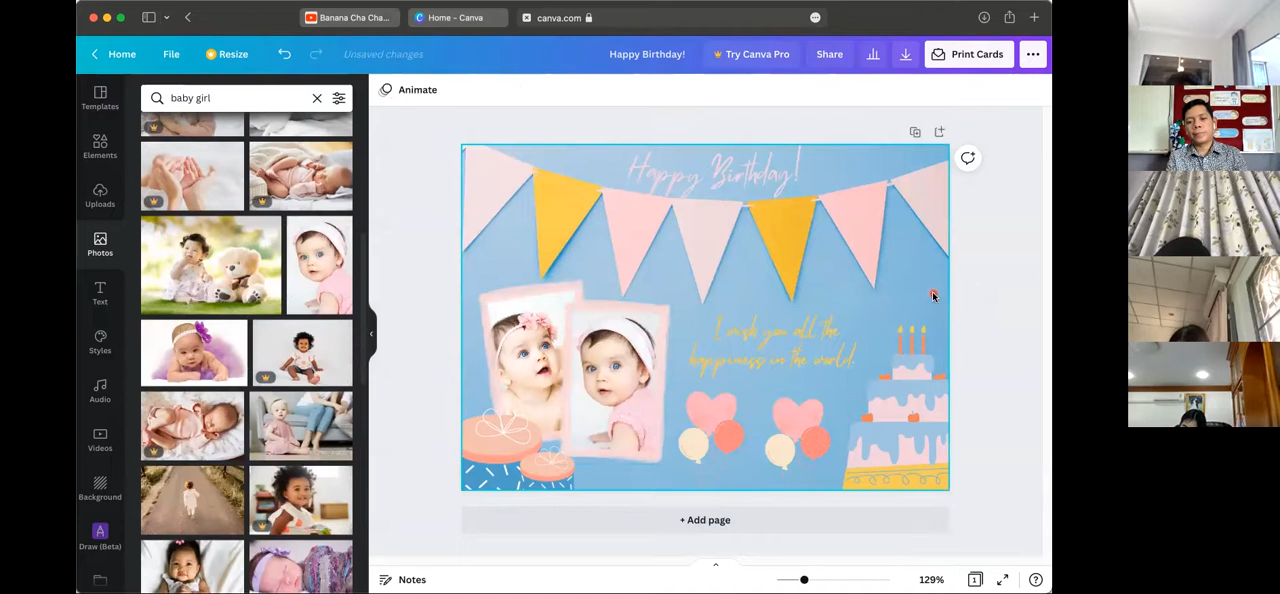 Banana Cha Cha...
Home - Canva
canva.com
Home
File
Resize
Unsaved changes
Happy Birthday!
Try Canva Pro
Share
Print Cards
Templates
Elements
Uploads
Photos
Text
Styles
Audio
Videos
Background
Draw (Beta)
baby girl
Animate
Happy Birthday!
I wish you all the
happiness in the world.
+ Add page
Notes
129%
1